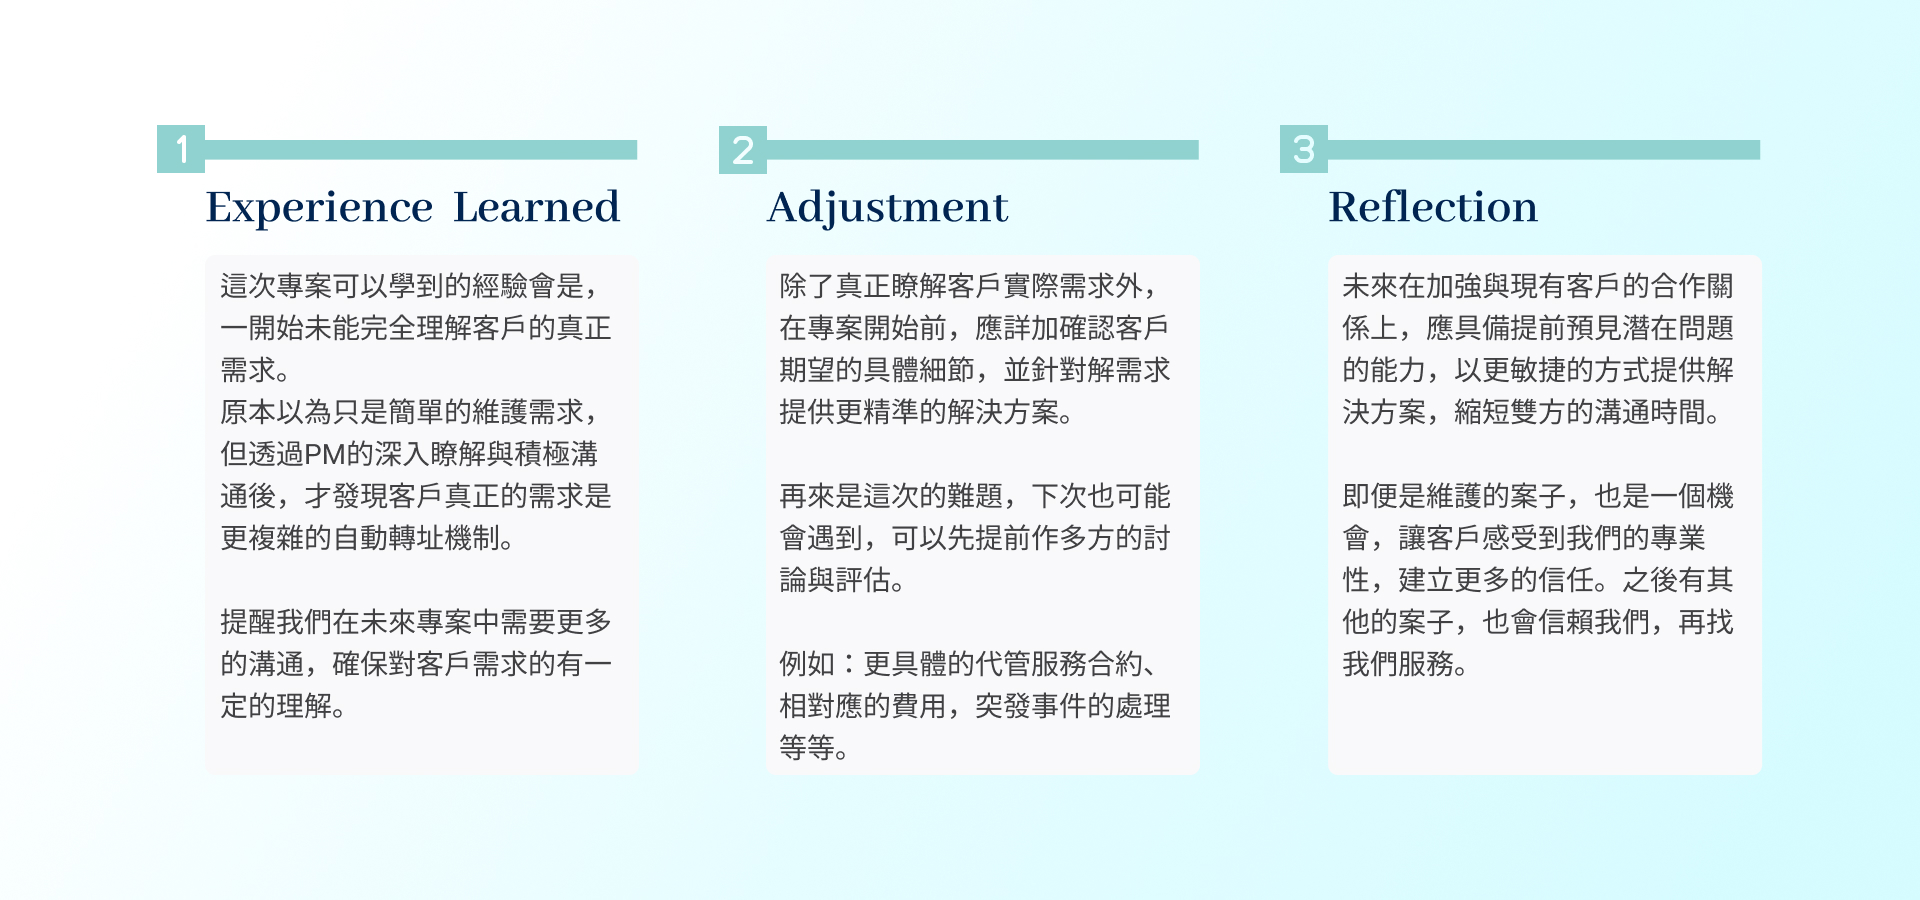 1
Experience Learned
這次專案可以學到的經驗會是，
一開始未能完全理解客戶的真正
需求。
原本以為只是簡單的維護需求，
但透過PM的深入瞭解與積極溝
通後，才發現客戶真正的需求是
更複雜的自動轉址機制。
提醒我們在未來專案中需要更多
的溝通，確保對客戶需求的有一
定的理解。
2
Adjustment
除了真正瞭解客戶實際需求外，
在專案開始前，應詳加確認客戶
期望的具體細節，並針對解需求
提供更精準的解決方案。
再來是這次的難題，下次也可能
會遇到，可以先提前作多方的討
論與評估。
例如：更具體的代管服務合約、
相對應的費用，突發事件的處理
等等。
3
Reflection
未來在加強與現有客戶的合作關
係上，應具備提前預見潛在問題
的能力，以更敏捷的方式提供解
決方案，縮短雙方的溝通時間。
即便是維護的案子，也是一個機
會，讓客戶感受到我們的專業
性，建立更多的信任。之後有其
他的案子，也會信賴我們，再找
我們服務。